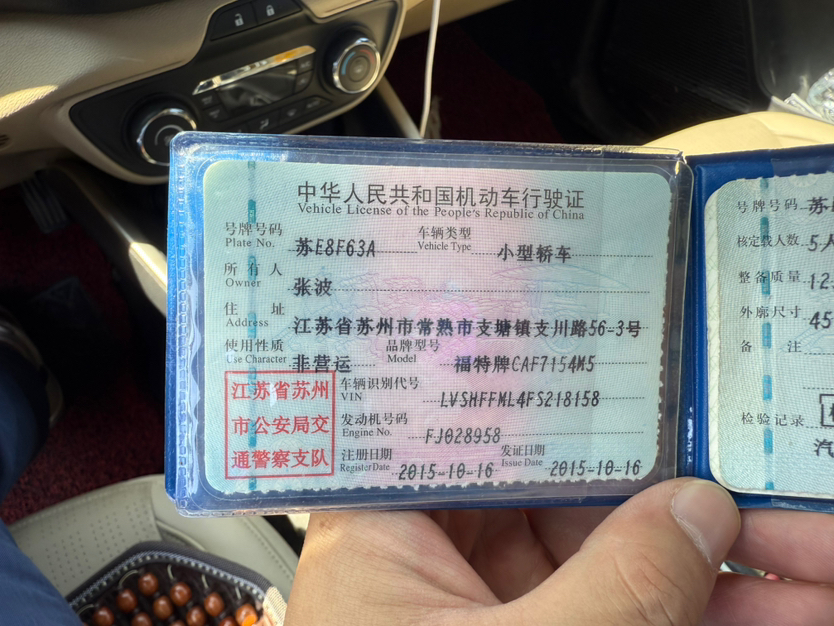 中华人民共和国机动车行驶证
Vehicle License of the People's Republic of China
号牌号码 苏E8F63A 车辆类型 小型轿车
Plate No. Vehicle Type
所有人 张波
Owner
住址 江苏省苏州市常熟市支塘镇支川路56-3号
Address
使用性质 非营运 品牌型号 福特牌CAF7154M5
Use Character Model
江苏省苏州
市公安局交
通警察支队
车辆识别代号 LVSHFFML4FS218158
VIN
发动机号码 FJ028958
Engine No.
注册日期 2015-10-16 发证日期 2015-10-16
Register Date Issue Date
号牌号码 苏
核定载人数 5人
整备质量 12
外廓尺寸 45
备注
检验记录
汽